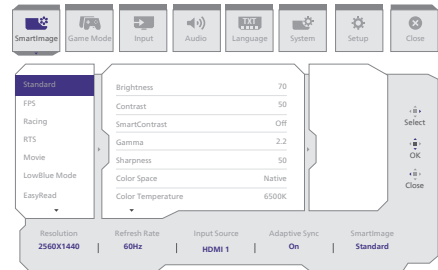 SmartImage
Game Mode
Input
Audio
TXT
Language
System
Setup
Close
Standard
FPS
Racing
RTS
Movie
LowBlue Mode
EasyRead
Brightness 70
Contrast 50
SmartContrast Off
Gamma 2.2
Sharpness 50
Color Space Native
Color Temperature 6500K
Select
OK
Close
Resolution Refresh Rate Input Source Adaptive Sync SmartImage
2560X1440 | 60Hz | HDMI 1 | On | Standard